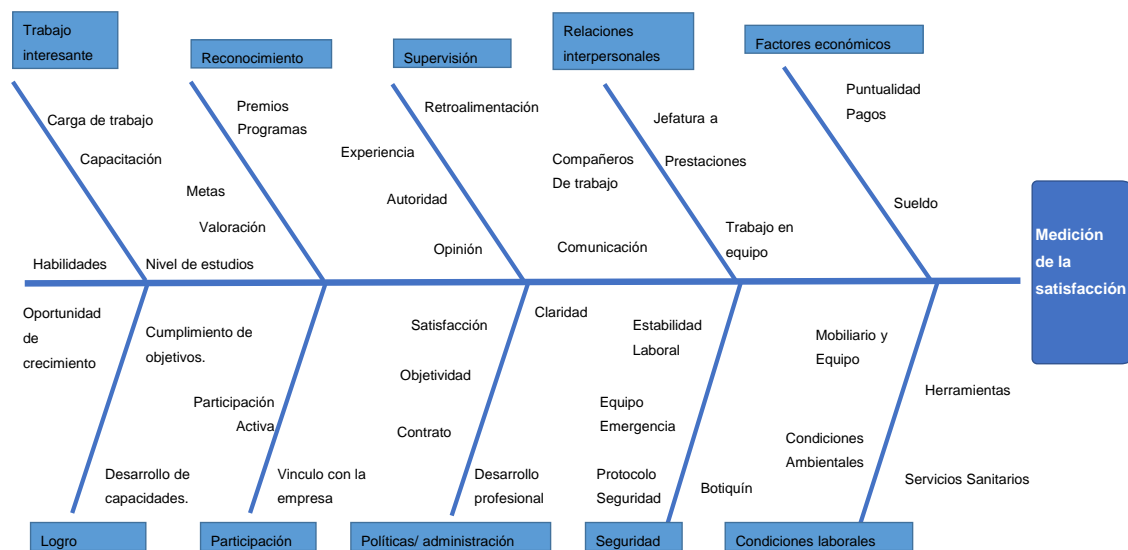 Trabajo
interesante
Reconocimiento
Supervisión
Relaciones
interpersonales
Factores económicos
Carga de trabajo
Capacitación
Habilidades
Nivel de estudios
Premios
Programas
Metas
Valoración
Retroalimentación
Experiencia
Autoridad
Opinión
Jefatura a
Compañeros
De trabajo
Prestaciones
Comunicación
Trabajo en
equipo
Puntualidad
Pagos
Sueldo
Medición
de la
satisfacción
Oportunidad
de
crecimiento
Cumplimiento de
objetivos.
Desarrollo de
capacidades.
Participación
Activa
Vinculo con la
empresa
Satisfacción
Claridad
Objetividad
Contrato
Desarrollo
profesional
Estabilidad
Laboral
Equipo
Emergencia
Protocolo
Seguridad
Botiquín
Mobiliario y
Equipo
Herramientas
Condiciones
Ambientales
Servicios Sanitarios
Logro
Participación
Políticas/ administración
Seguridad
Condiciones laborales